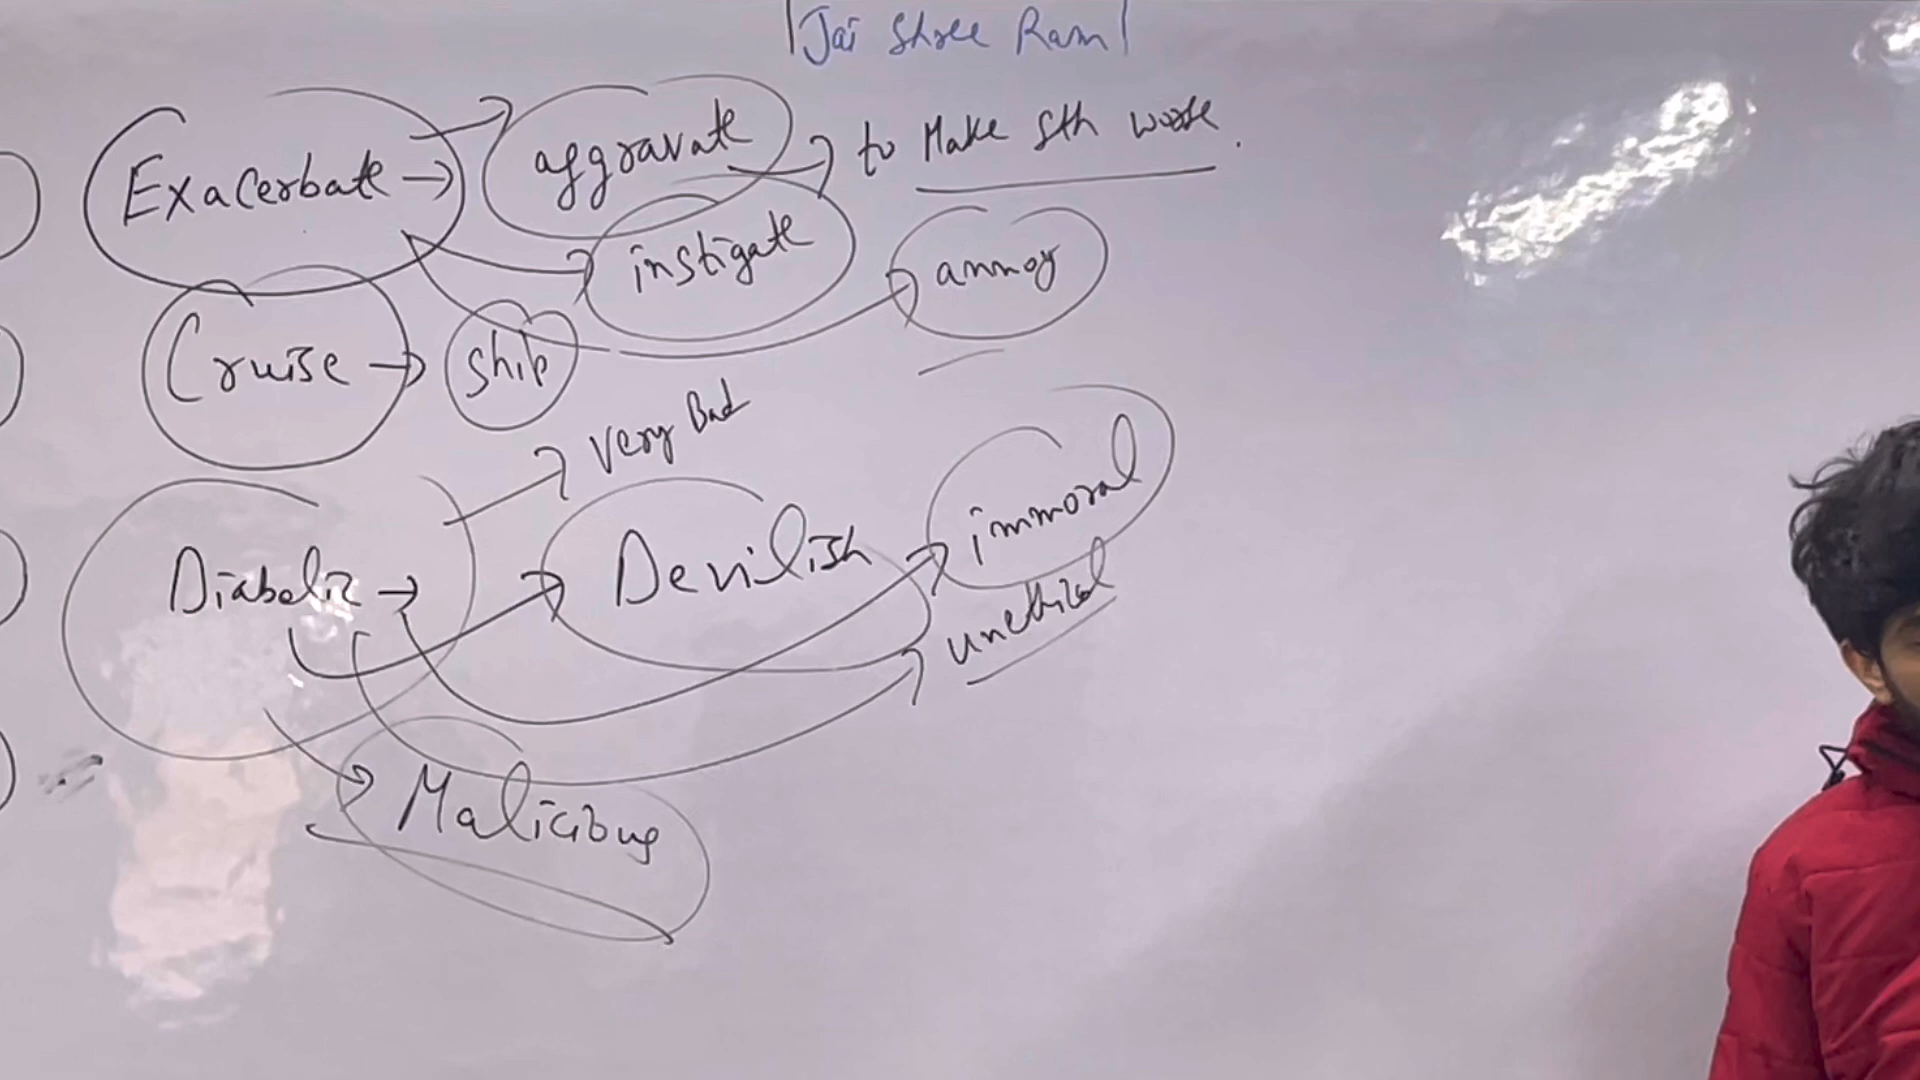 |Jai Shree Ram|
Exacerbate → aggravate → to Make sth worse.
instigate
annoy
Cruise → ship
very Bad
Diabolic → Devilish → immoral
unethical
Malicious